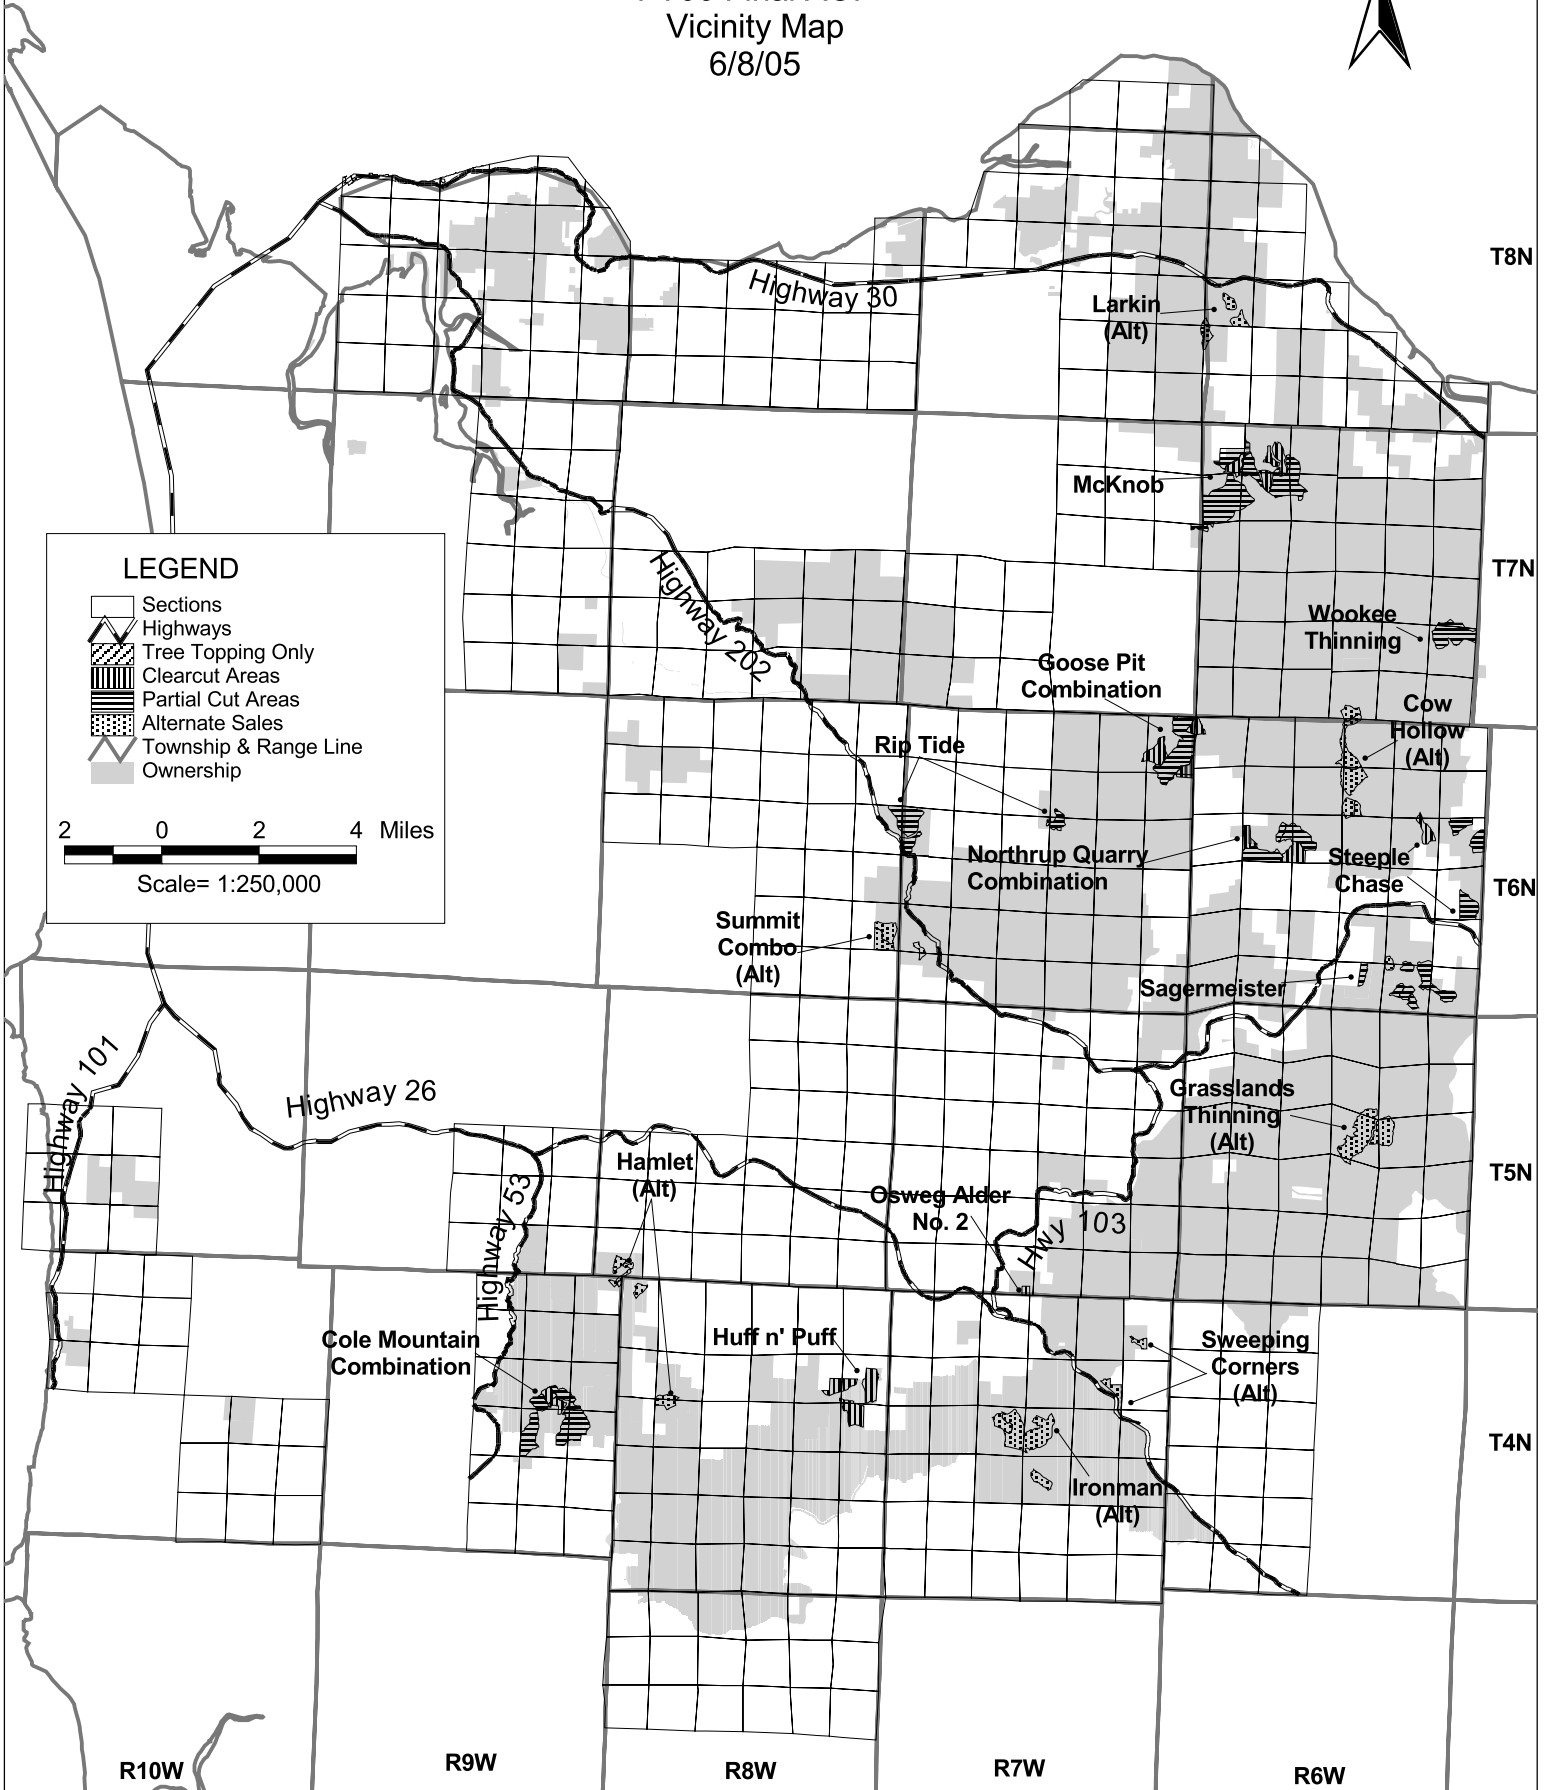 Vicinity Map
6/8/05
T8N
Highway 30
Larkin
(Alt)
McKnob
LEGEND
Sections
Highways
Tree Topping Only
Clearcut Areas
Partial Cut Areas
Alternate Sales
Township & Range Line
Ownership
2 0 2 4 Miles
Scale= 1:250,000
T7N
Highway 202
Wookee
Thinning
Goose Pit
Combination
Cow
Hollow
(Alt)
Rip Tide
Northrup Quarry
Combination
Steeple
Chase
T6N
Summit
Combo
(Alt)
Sagermeister
Highway 101
Highway 26
Grasslands
Thinning
(Alt)
Hamlet
(Alt)
Highway 53
Osweg Alder
No. 2
Hwy 103
T5N
Cole Mountain
Combination
Huff n' Puff
Sweeping
Corners
(Alt)
T4N
Ironman
(Alt)
R10W
R9W
R8W
R7W
R6W